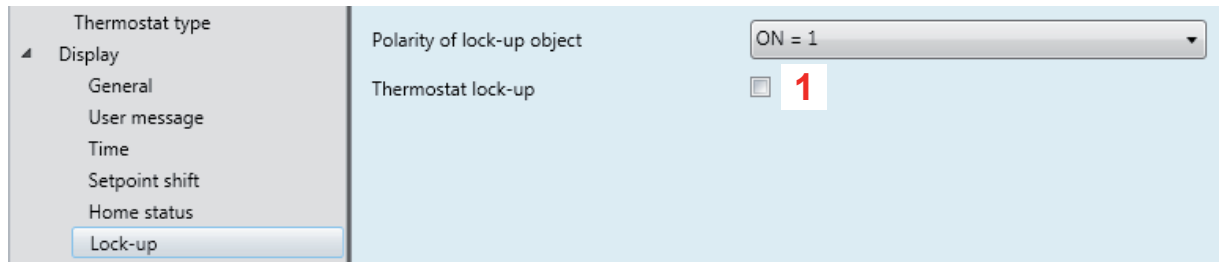 Thermostat type
Display
General
User message
Time
Setpoint shift
Home status
Lock-up
Polarity of lock-up object
ON = 1
Thermostat lock-up
1